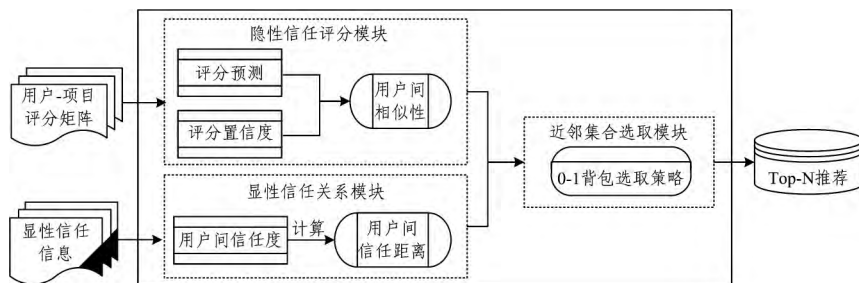 隐性信任评分模块
用户-项目
评分矩阵
评分预测
评分置信度
用户间
相似性
近邻集合选取模块
0-1背包选取策略
Top-N推荐
显性信任关系模块
显性信任
信息
用户间信任度
计算
用户间
信任距离